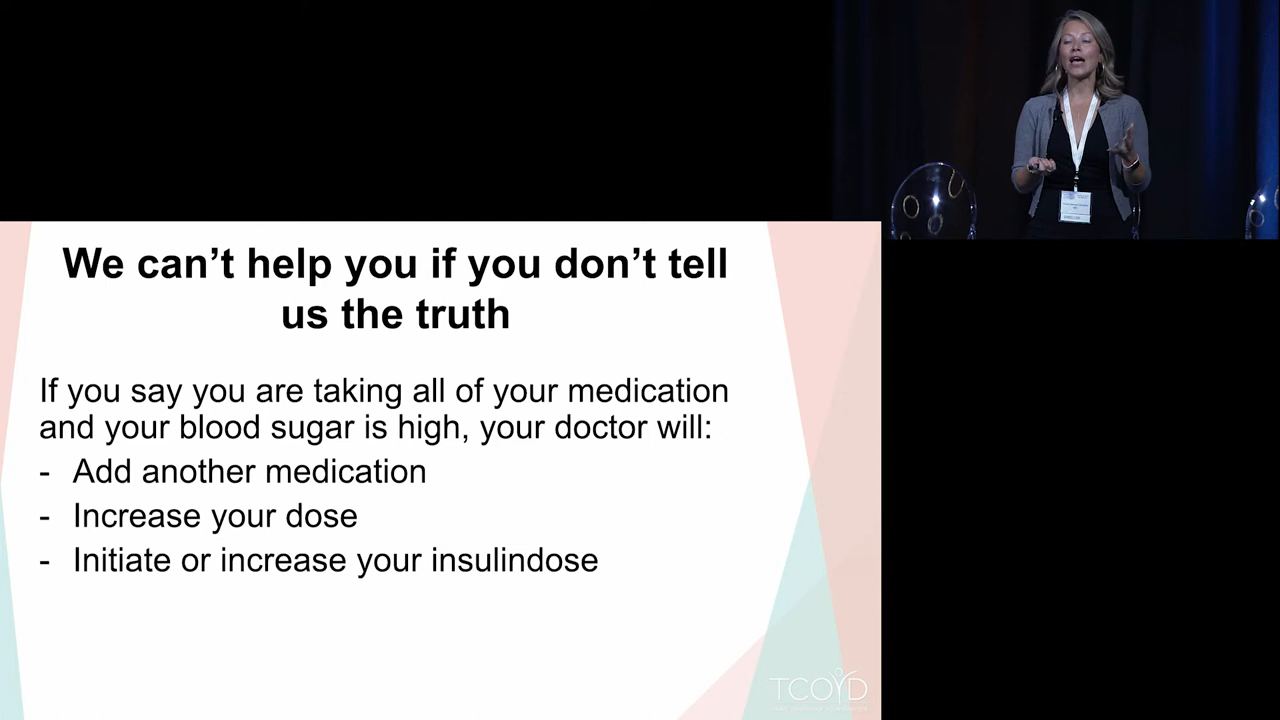 We can’t help you if you don’t tell
us the truth
If you say you are taking all of your medication
and your blood sugar is high, your doctor will:
- Add another medication
- Increase your dose
- Initiate or increase your insulindose
TCOYD